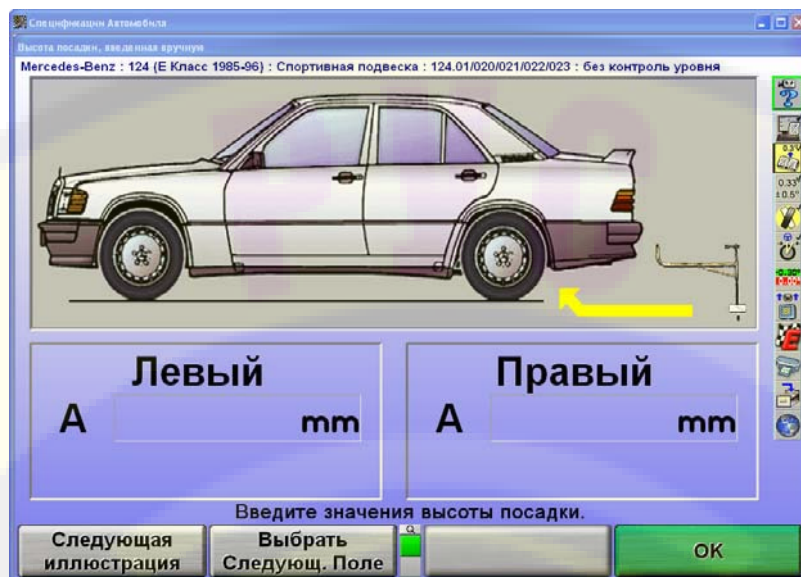 Спецификации Автомобиля
Высота посадки, введенная вручную
Mercedes-Benz : 124 (E Класс 1985-96) : Спортивная подвеска : 124.01/020/021/022/023 : без контроль уровня
Левый
A mm
Правый
A mm
Введите значения высоты посадки.
Следующая
иллюстрация
Выбрать
Следующ. Поле
OK